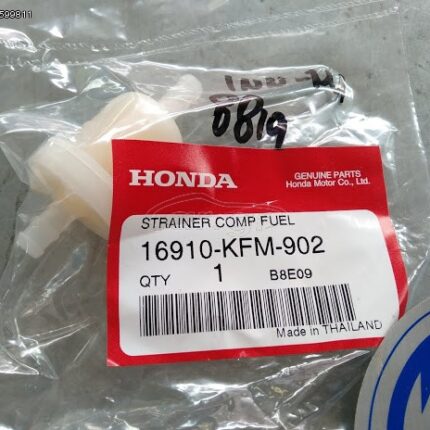 8819
HONDA
GENUINE PARTS
Honda Motor Co., Ltd.
STRAINER COMP FUEL
16910-KFM-902
QTY 1 B8E09
Made in THAILAND